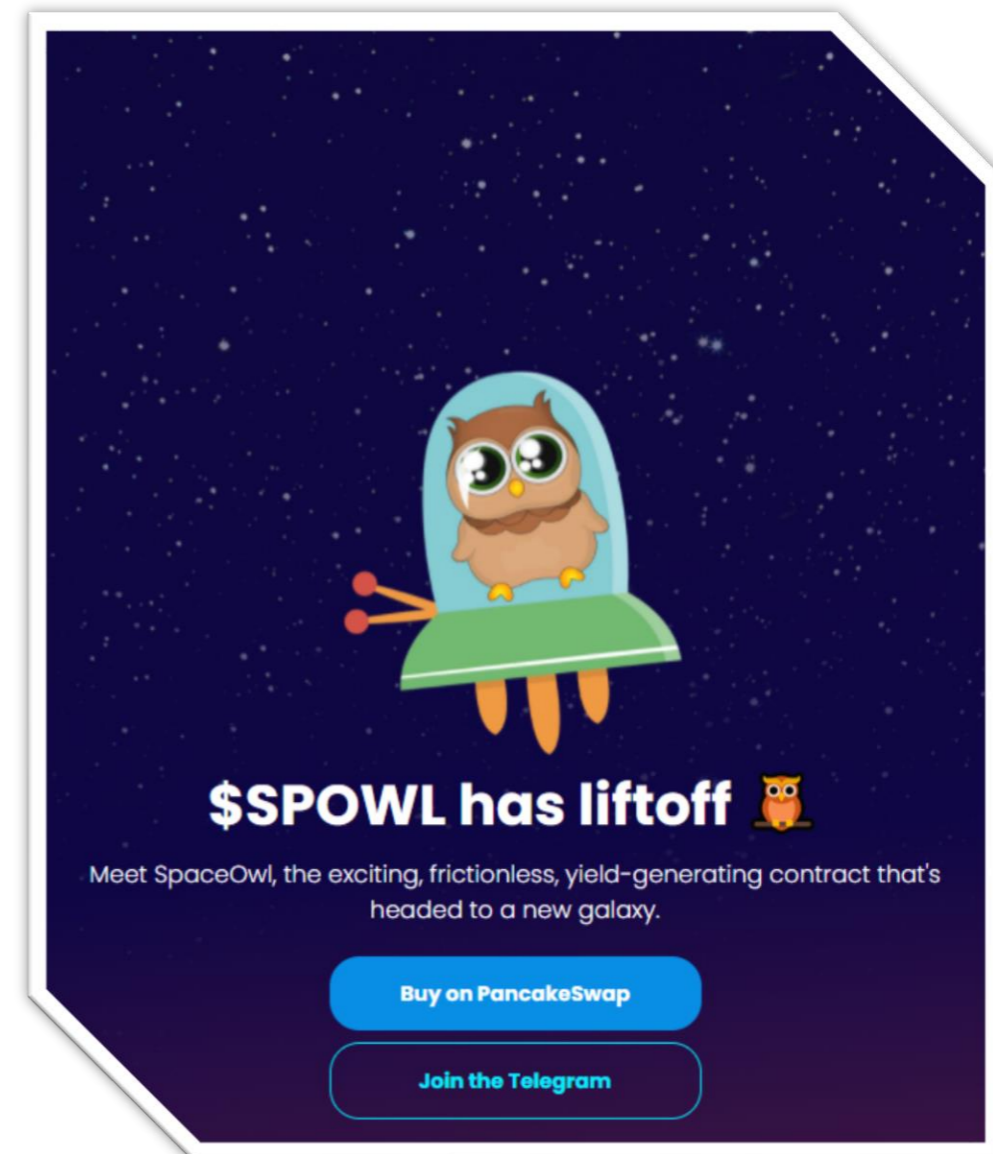 $SPOWL has liftoff 🦉
Meet SpaceOwl, the exciting, frictionless, yield-generating contract that's
headed to a new galaxy.
Buy on PancakeSwap
Join the Telegram